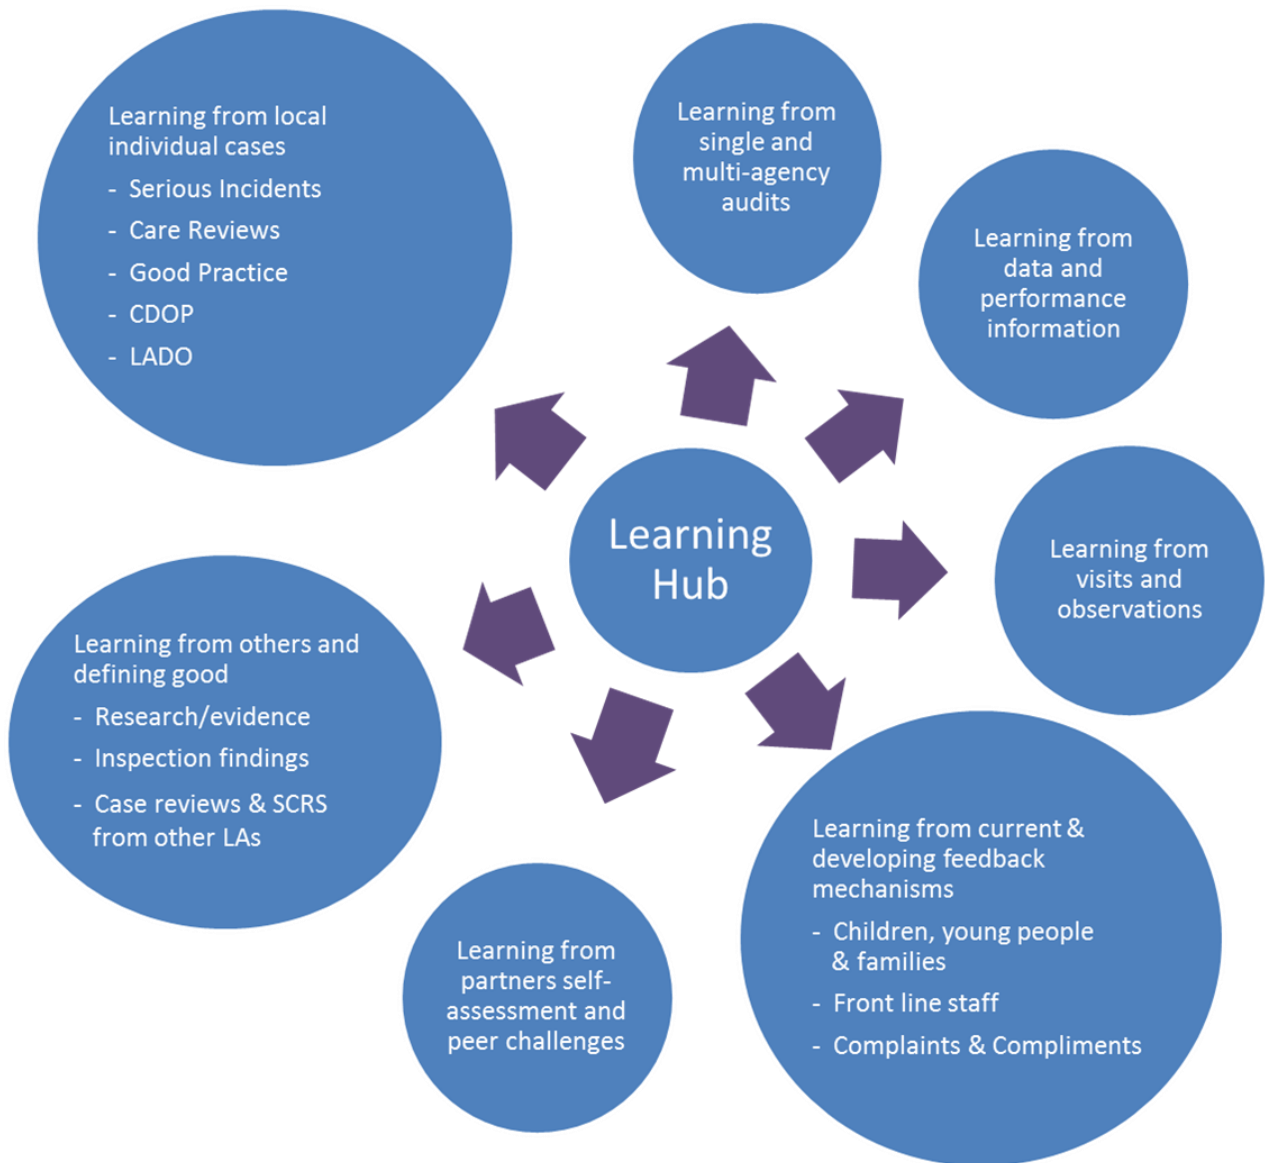 Learning from local
individual cases
- Serious Incidents
- Care Reviews
- Good Practice
- CDOP
- LADO
Learning from
single and
multi-agency
audits
Learning from
data and
performance
information
Learning
Hub
Learning from
visits and
observations
Learning from others and
defining good
- Research/evidence
- Inspection findings
- Case reviews & SCRS
from other LAs
Learning from current &
developing feedback
mechanisms
- Children, young people
& families
- Front line staff
- Complaints & Compliments
Learning from
partners self-
assessment and
peer challenges